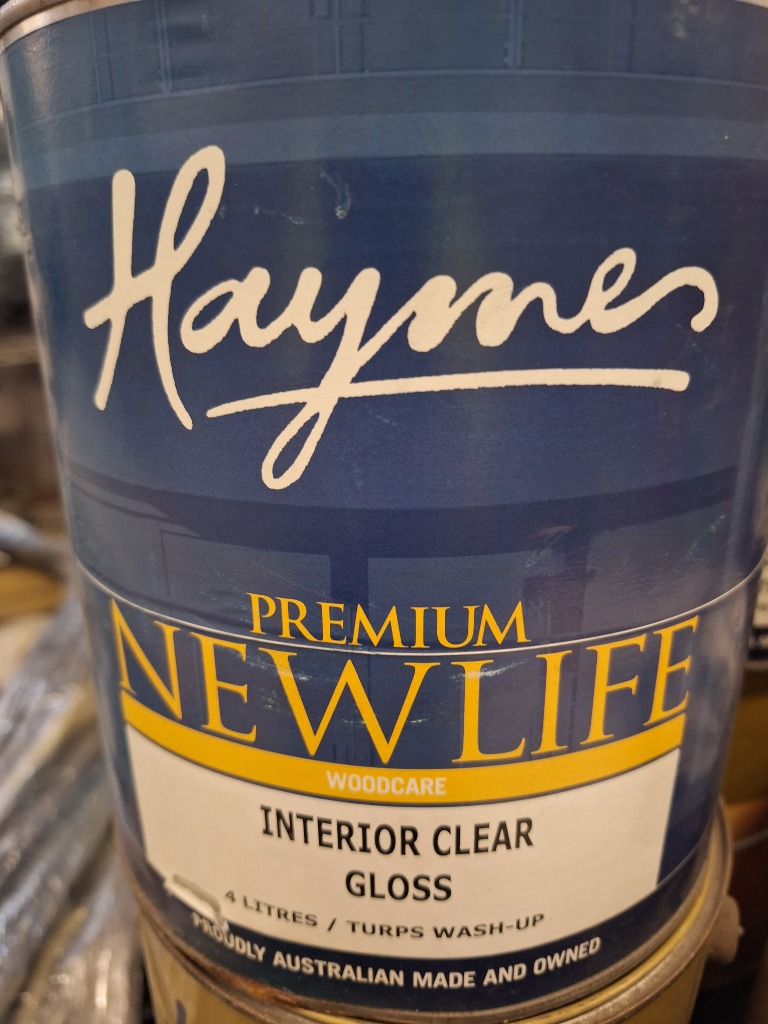 Haymes
PREMIUM
NEWLIFE
WOODCARE
INTERIOR CLEAR
GLOSS
4 LITRES / TURPS WASH-UP
PROUDLY AUSTRALIAN MADE AND OWNED